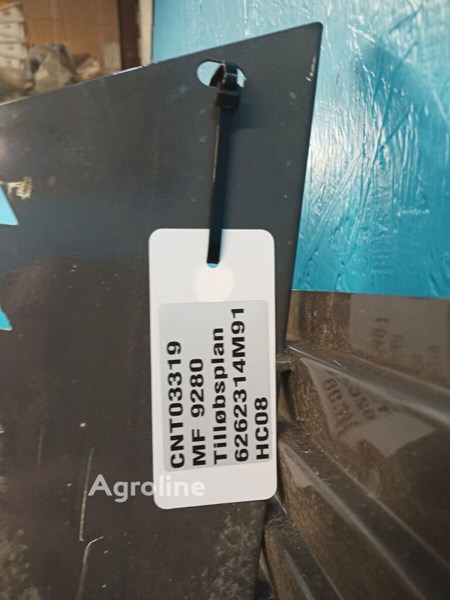 CNT03319
MF 9280
Tilløbsplan
6262314M91
HC08
Agroline